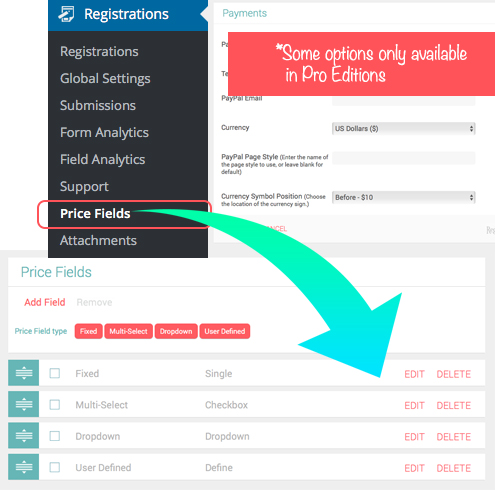 Registrations
Registrations
Global Settings
Submissions
Form Analytics
Field Analytics
Support
Price Fields
Attachments
Payments
*Some options only available
in Pro Editions
PayPal Email
Currency
US Dollars ($)
PayPal Page Style (Enter the name
of the page style to use, or leave blank for
default)
Currency Symbol Position (Choose
the location of the currency sign.)
Before - $10
Price Fields
Add Field Remove
Price Field type Fixed Multi-Select Dropdown User Defined
Fixed Single EDIT DELETE
Multi-Select Checkbox EDIT DELETE
Dropdown Dropdown EDIT DELETE
User Defined Define EDIT DELETE